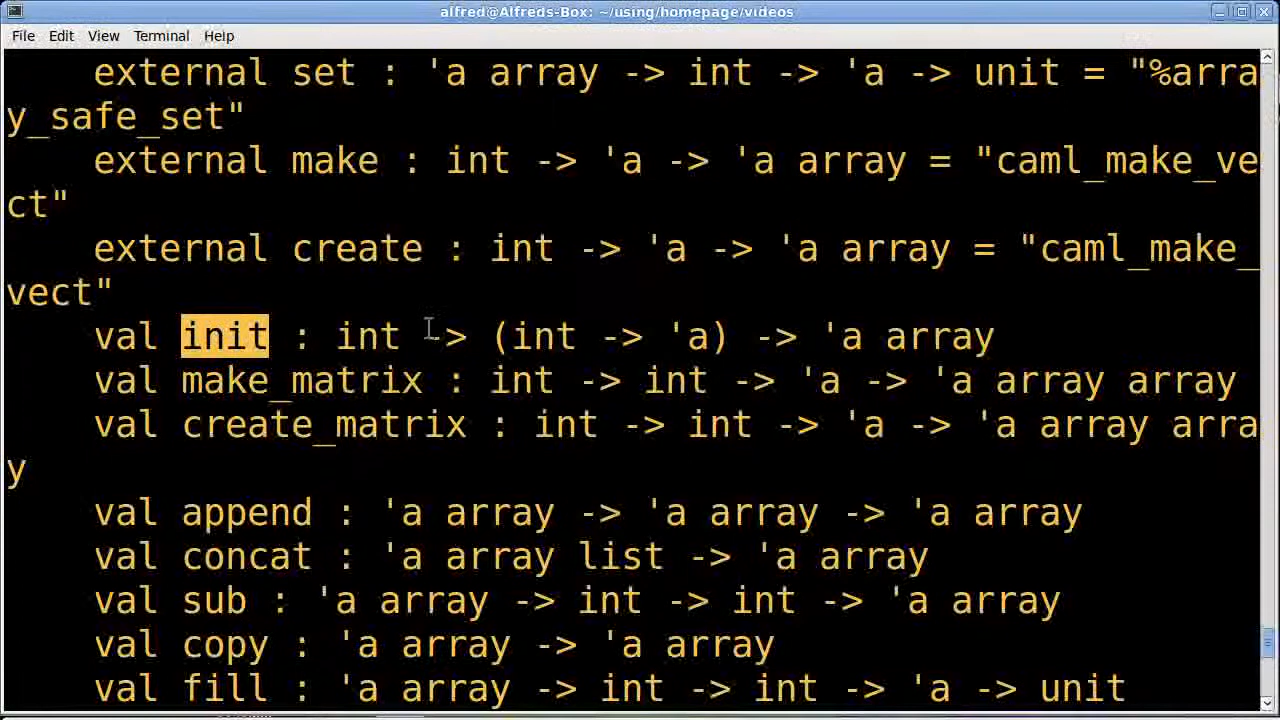 alfred@Alfreds-Box: ~/using/homepage/videos
File Edit View Terminal Help
external set : 'a array -> int -> 'a -> unit = "%arra
y_safe_set"
external make : int -> 'a -> 'a array = "caml_make_ve
ct"
external create : int -> 'a -> 'a array = "caml_make_
vect"
val init : int -> (int -> 'a) -> 'a array
val make_matrix : int -> int -> 'a -> 'a array array
val create_matrix : int -> int -> 'a -> 'a array arra
y
val append : 'a array -> 'a array -> 'a array
val concat : 'a array list -> 'a array
val sub : 'a array -> int -> int -> 'a array
val copy : 'a array -> 'a array
val fill : 'a array -> int -> int -> 'a -> unit